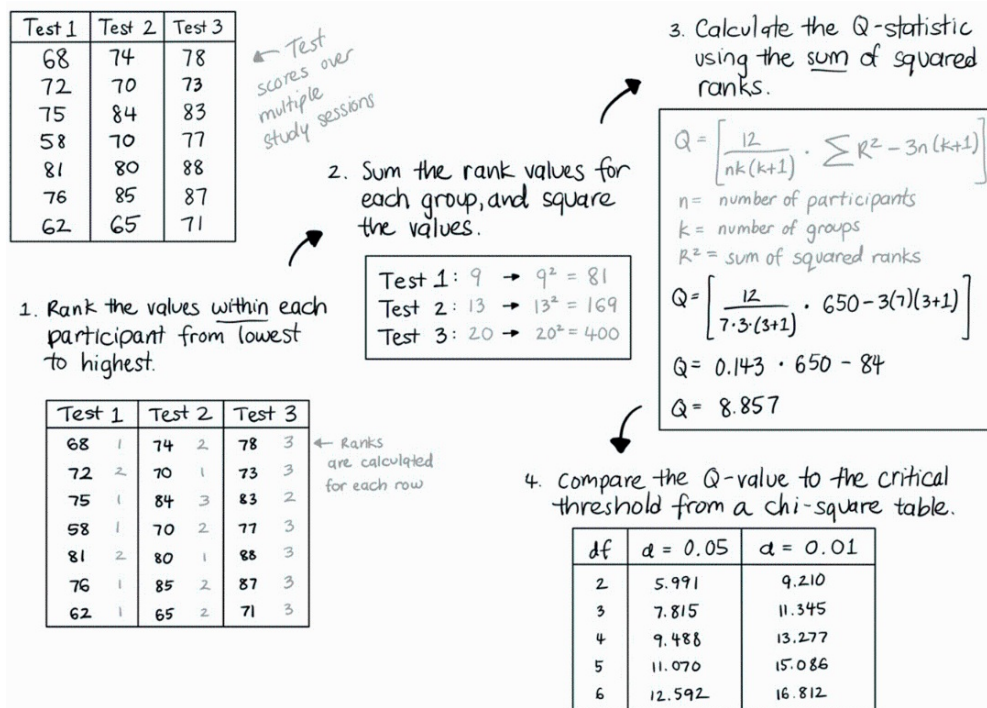 Test 1 Test 2 Test 3
68 74 78
72 70 73
75 84 83
58 70 77
81 80 88
76 85 87
62 65 71
← Test
scores over
multiple
study sessions
1. Rank the values within each
participant from lowest
to highest.
Test 1 Test 2 Test 3
68 1 74 2 78 3
72 2 70 1 73 3
75 1 84 3 83 2
58 1 70 2 77 3
81 2 80 1 88 3
76 1 85 2 87 3
62 1 65 2 71 3
← Ranks
are calculated
for each row
2. Sum the rank values for
each group, and square
the values.
Test 1: 9 → 9² = 81
Test 2: 13 → 13² = 169
Test 3: 20 → 20² = 400
3. Calculate the Q-statistic
using the sum of squared
ranks.
Q = [12/nk(k+1) · ∑R² - 3n(k+1)]
n = number of participants
k = number of groups
R² = sum of squared ranks
Q = [12/7·3·(3+1) · 650 - 3(7)(3+1)]
Q = 0.143 · 650 - 84
Q = 8.857
4. Compare the Q-value to the critical
threshold from a chi-square table.
df α = 0.05 α = 0.01
2 5.991 9.210
3 7.815 11.345
4 9.488 13.277
5 11.070 15.086
6 12.592 16.812